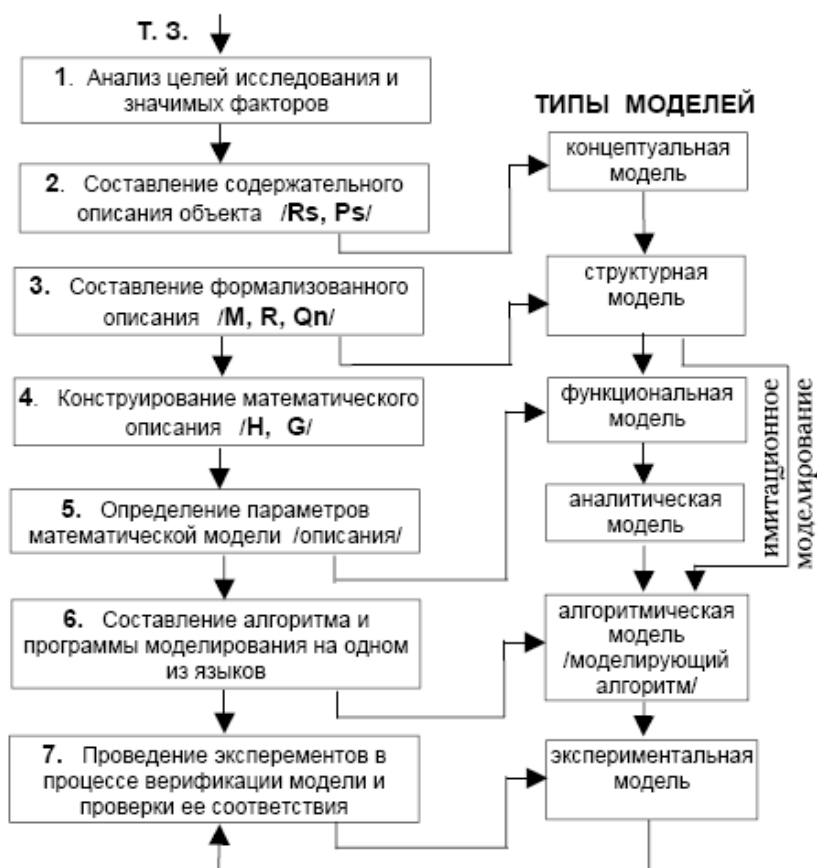 Т. З.
1. Анализ целей исследования и
значимых факторов
2. Составление содержательного
описания объекта /Rs, Ps/
3. Составление формализованного
описания /M, R, Qn/
4. Конструирование математического
описания /H, G/
5. Определение параметров
математической модели /описания/
6. Составление алгоритма и
программы моделирования на одном
из языков
7. Проведение эксперементов в
процессе верификации модели и
проверки ее соответствия
ТИПЫ МОДЕЛЕЙ
концептуальная
модель
структурная
модель
функциональная
модель
аналитическая
модель
алгоритмическая
модель
/моделирующий
алгоритм/
экспериментальная
модель
имитационное
моделирование